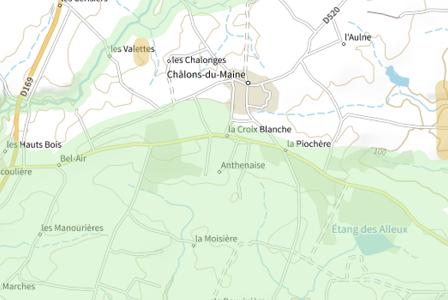 D520
l'Aulne
les Valettes
les Chalonges
Châlons-du-Maine
D169
la Croix Blanche
les Hauts Bois
la Piochère
200
Bel-Air
Anthenaise
Étang des Alleux
les Manourières
la Moisière
Marches